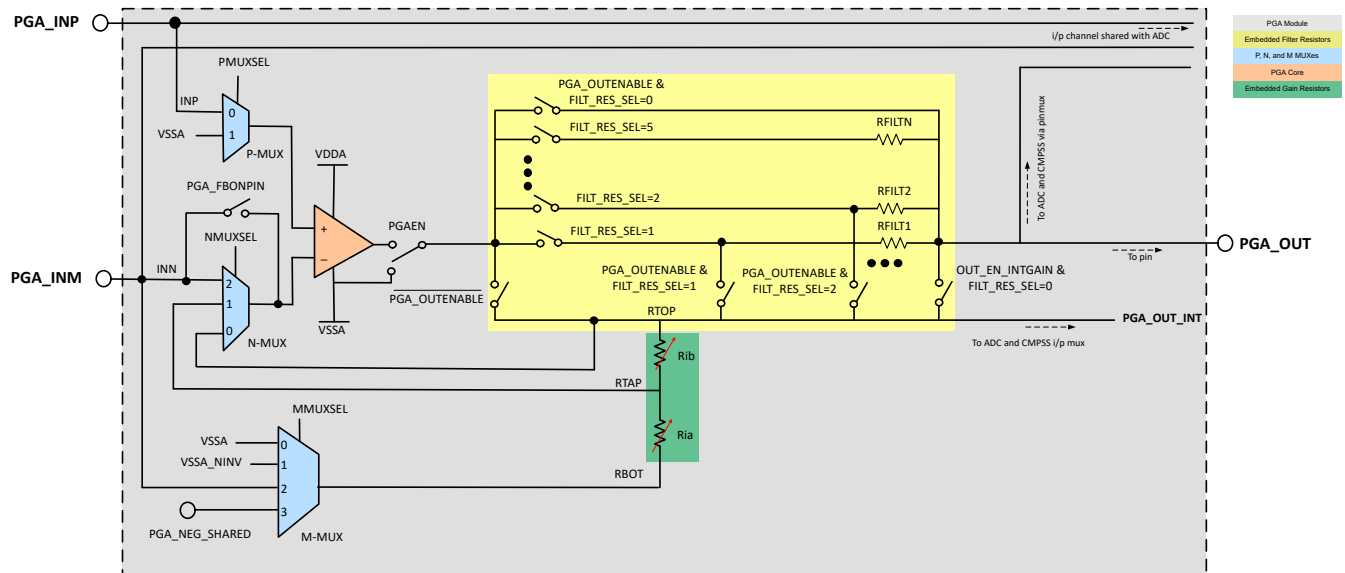 PGA_INP
i/p channel shared with ADC
PGA Module
Embedded Filter Resistors
P, N, and M MUXes
PGA Core
Embedded Gain Resistors
PMUXSEL
INP
0
VSSA
1
P-MUX
VDDA
PGA_OUTENABLE &
FILT_RES_SEL=0
FILT_RES_SEL=5
RFILTN
To ADC and CMPSS via pinmux
PGA_FBONPIN
FILT_RES_SEL=2
RFILT2
NMUXSEL
+
PGAEN
FILT_RES_SEL=1
RFILT1
PGA_OUT
To pin
PGA_INM
INN
2
1
0
N-MUX
−
VSSA
PGA_OUTENABLE
PGA_OUTENABLE &
FILT_RES_SEL=1
PGA_OUTENABLE &
FILT_RES_SEL=2
OUT_EN_INTGAIN &
FILT_RES_SEL=0
RTOP
PGA_OUT_INT
To ADC and CMPSS i/p mux
Rib
RTAP
MMUXSEL
Ria
VSSA
0
VSSA_NINV
1
RBOT
2
3
PGA_NEG_SHARED
M-MUX